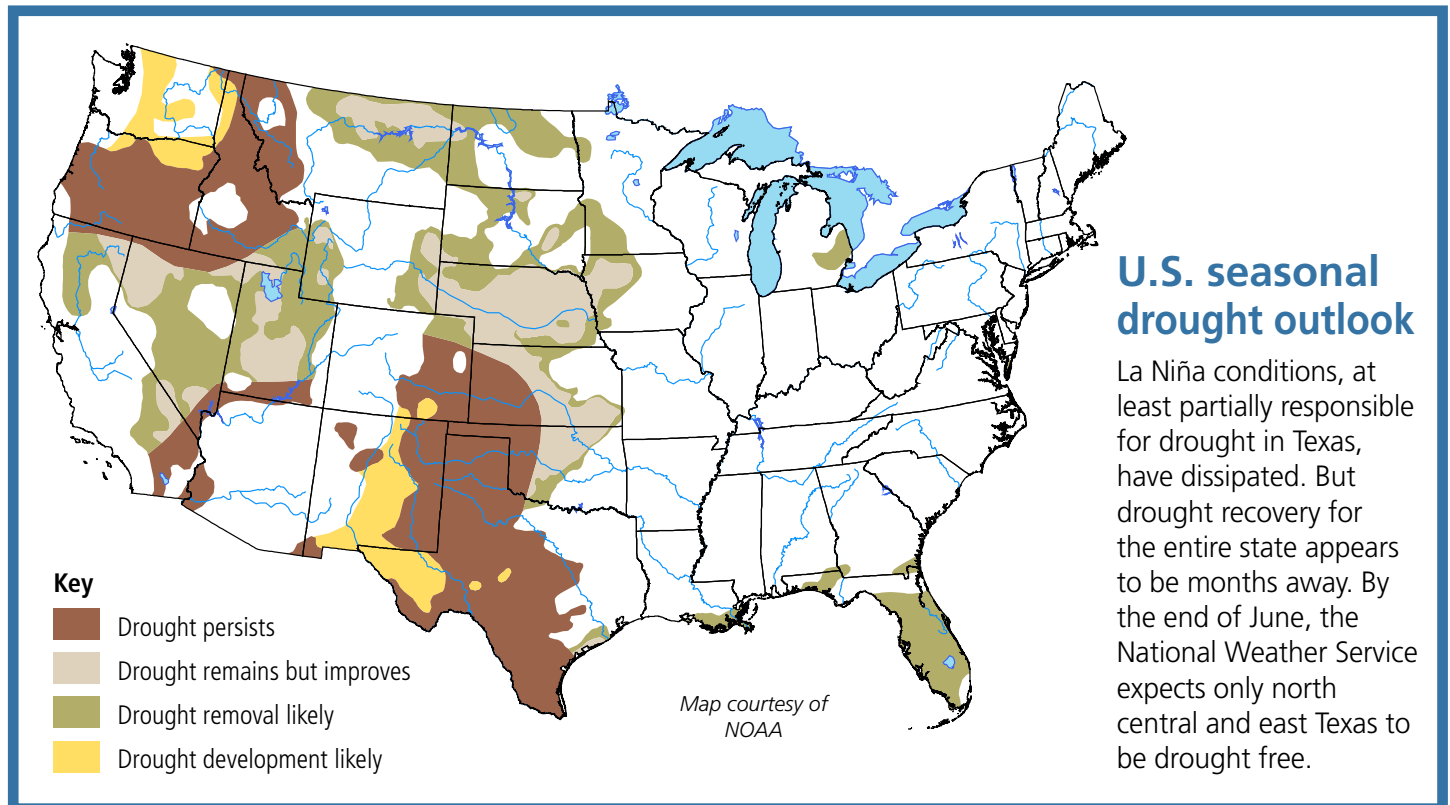 U.S. seasonal
drought outlook
La Niña conditions, at
least partially responsible
for drought in Texas,
have dissipated. But
drought recovery for
the entire state appears
to be months away. By
the end of June, the
National Weather Service
expects only north
central and east Texas to
be drought free.
Key
Drought persists
Drought remains but improves
Drought removal likely
Drought development likely
Map courtesy of
NOAA